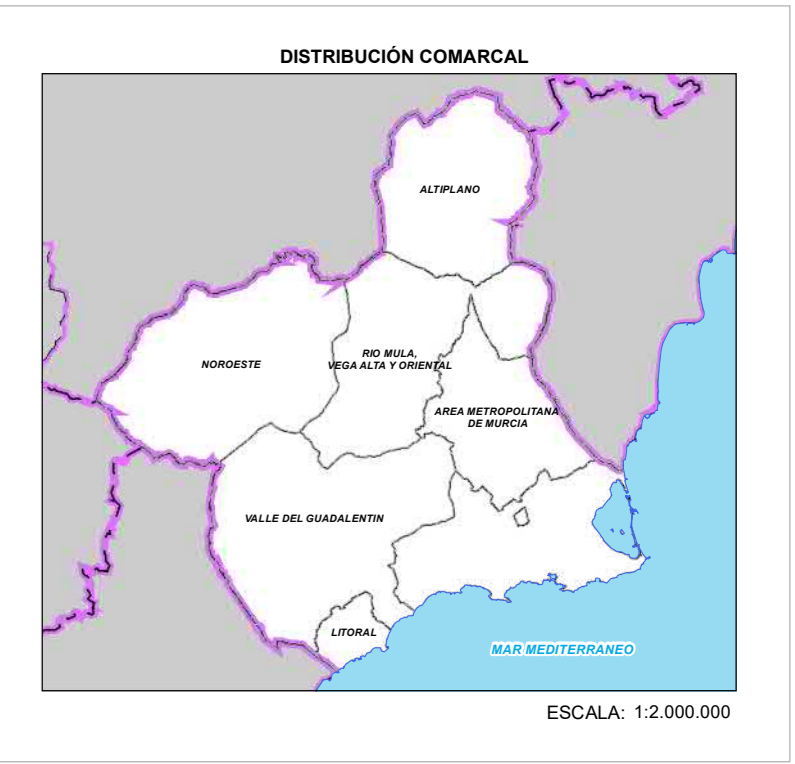 DISTRIBUCIÓN COMARCAL
ALTIPLANO
NOROESTE
RIO MULA,
VEGA ALTA Y ORIENTAL
AREA METROPOLITANA
DE MURCIA
VALLE DEL GUADALENTIN
LITORAL
MAR MEDITERRANEO
ESCALA: 1:2.000.000